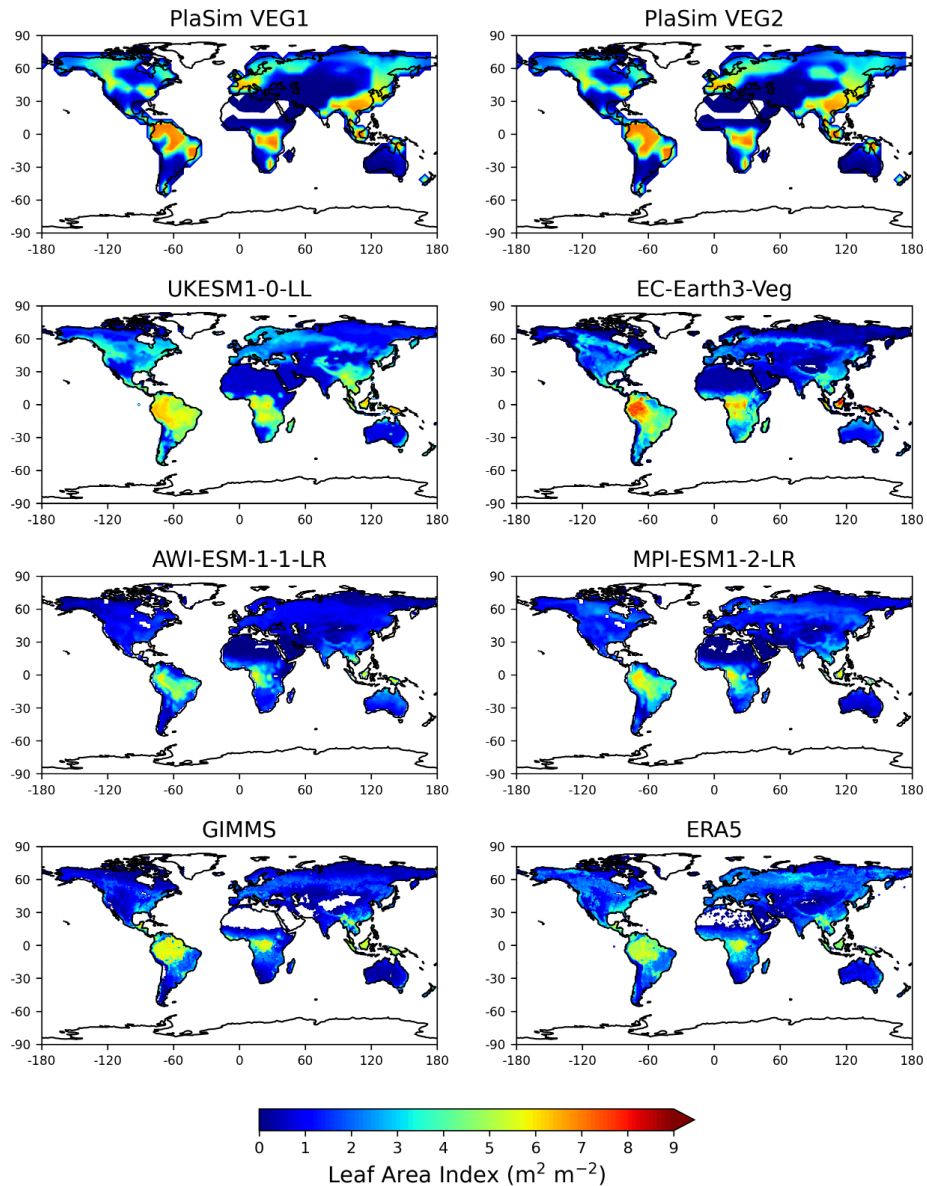 PlaSim VEG1 PlaSim VEG2
90 90
60 60
30 30
0 0
-30 -30
-60 -60
-90 -90
-180 -120 -60 0 60 120 180 -180 -120 -60 0 60 120 180
UKESM1-0-LL EC-Earth3-Veg
90 90
60 60
30 30
0 0
-30 -30
-60 -60
-90 -90
-180 -120 -60 0 60 120 180 -180 -120 -60 0 60 120 180
AWI-ESM-1-1-LR MPI-ESM1-2-LR
90 90
60 60
30 30
0 0
-30 -30
-60 -60
-90 -90
-180 -120 -60 0 60 120 180 -180 -120 -60 0 60 120 180
GIMMS ERA5
90 90
60 60
30 30
0 0
-30 -30
-60 -60
-90 -90
-180 -120 -60 0 60 120 180 -180 -120 -60 0 60 120 180
0 1 2 3 4 5 6 7 8 9
Leaf Area Index (m² m⁻²)